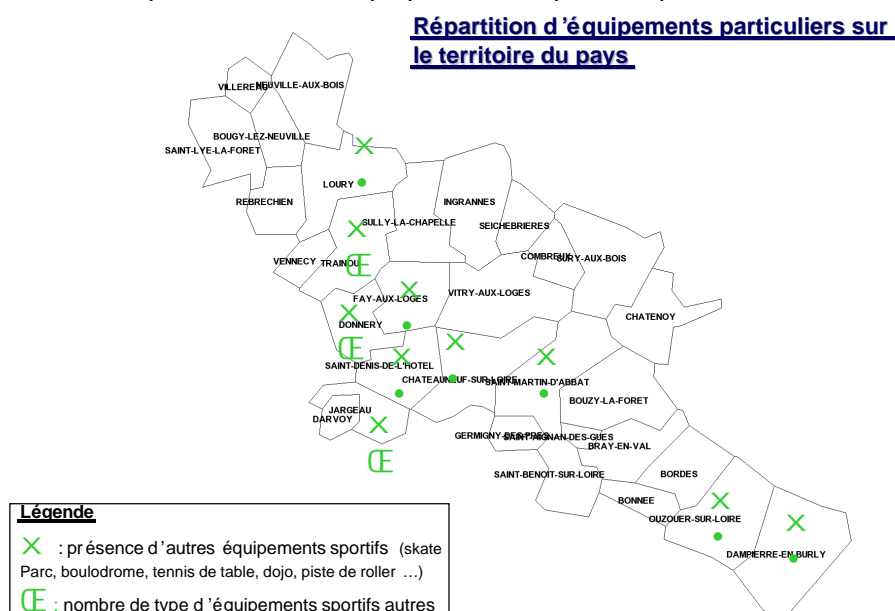 Répartition d'équipements particuliers sur
le territoire du pays
VILLEREAU
NEUVILLE-AUX-BOIS
BOUGY-LEZ-NEUVILLE
SAINT-LYE-LA-FORET
X
LOURY
REBRECHIEN
INGRANNES
SULLY-LA-CHAPELLE
SEICHEBRIERES
X
VENNECY
TRAINOU
Œ
COMBREUX
SURY-AUX-BOIS
X
FAY-AUX-LOGES
VITRY-AUX-LOGES
X
DONNERY
CHATENOY
Œ
X
X
X
SAINT-DENIS-DE-L'HOTEL
CHATEAUNEUF-SUR-LOIRE
SAINT-MARTIN-D'ABBAT
BOUZY-LA-FORET
JARGEAU
DARVOY
X
GERMIGNY-DES-PRES
SAINT-AIGNAN-DES-GUES
BRAY-EN-VAL
Œ
SAINT-BENOIT-SUR-LOIRE
BORDES
BONNEE
X
OUZOUER-SUR-LOIRE
X
DAMPIERRE-EN-BURLY
Légende
X : présence d'autres équipements sportifs (skate
Parc, boulodrome, tennis de table, dojo, piste de roller ...)
Œ : nombre de type d'équipements sportifs autres